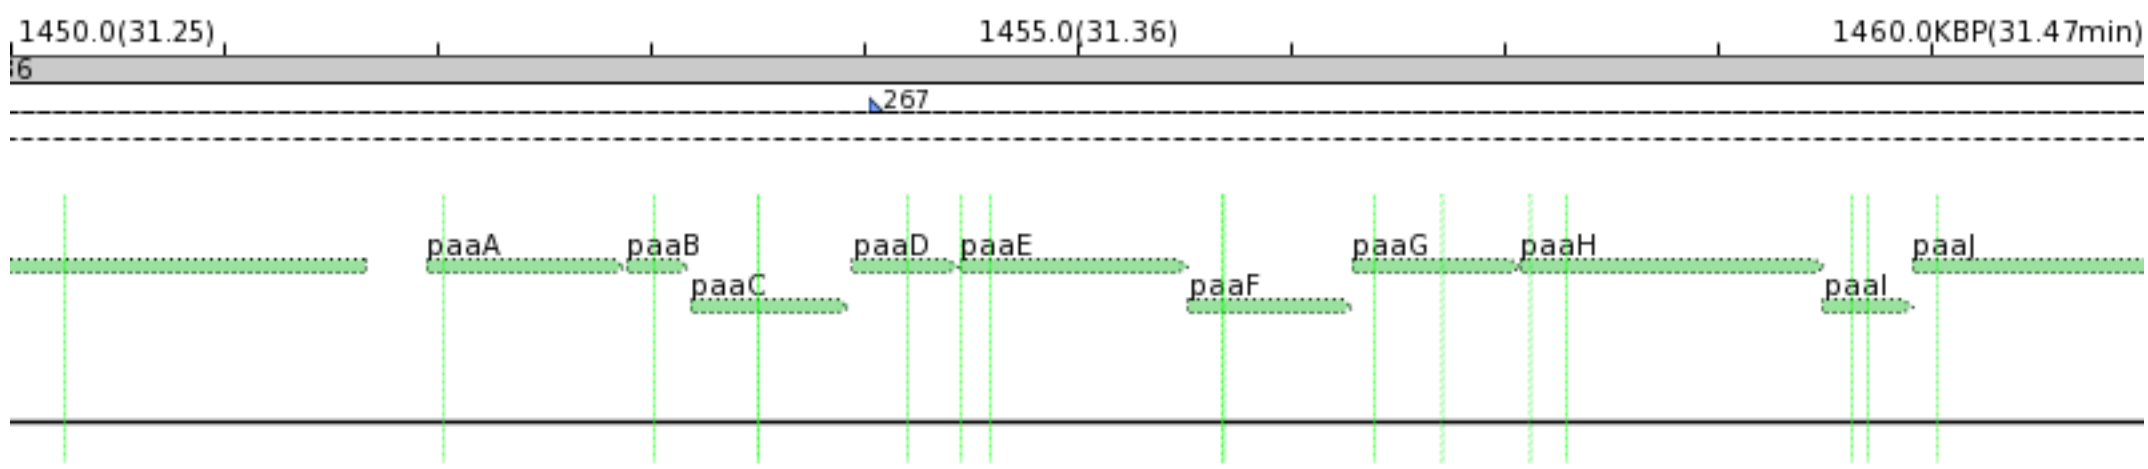 1450.0(31.25) 1455.0(31.36) 1460.0KBP(31.47min)
6
267
paaA paaB paaD paaE paaG paaH paaJ
paaC paaF paaI